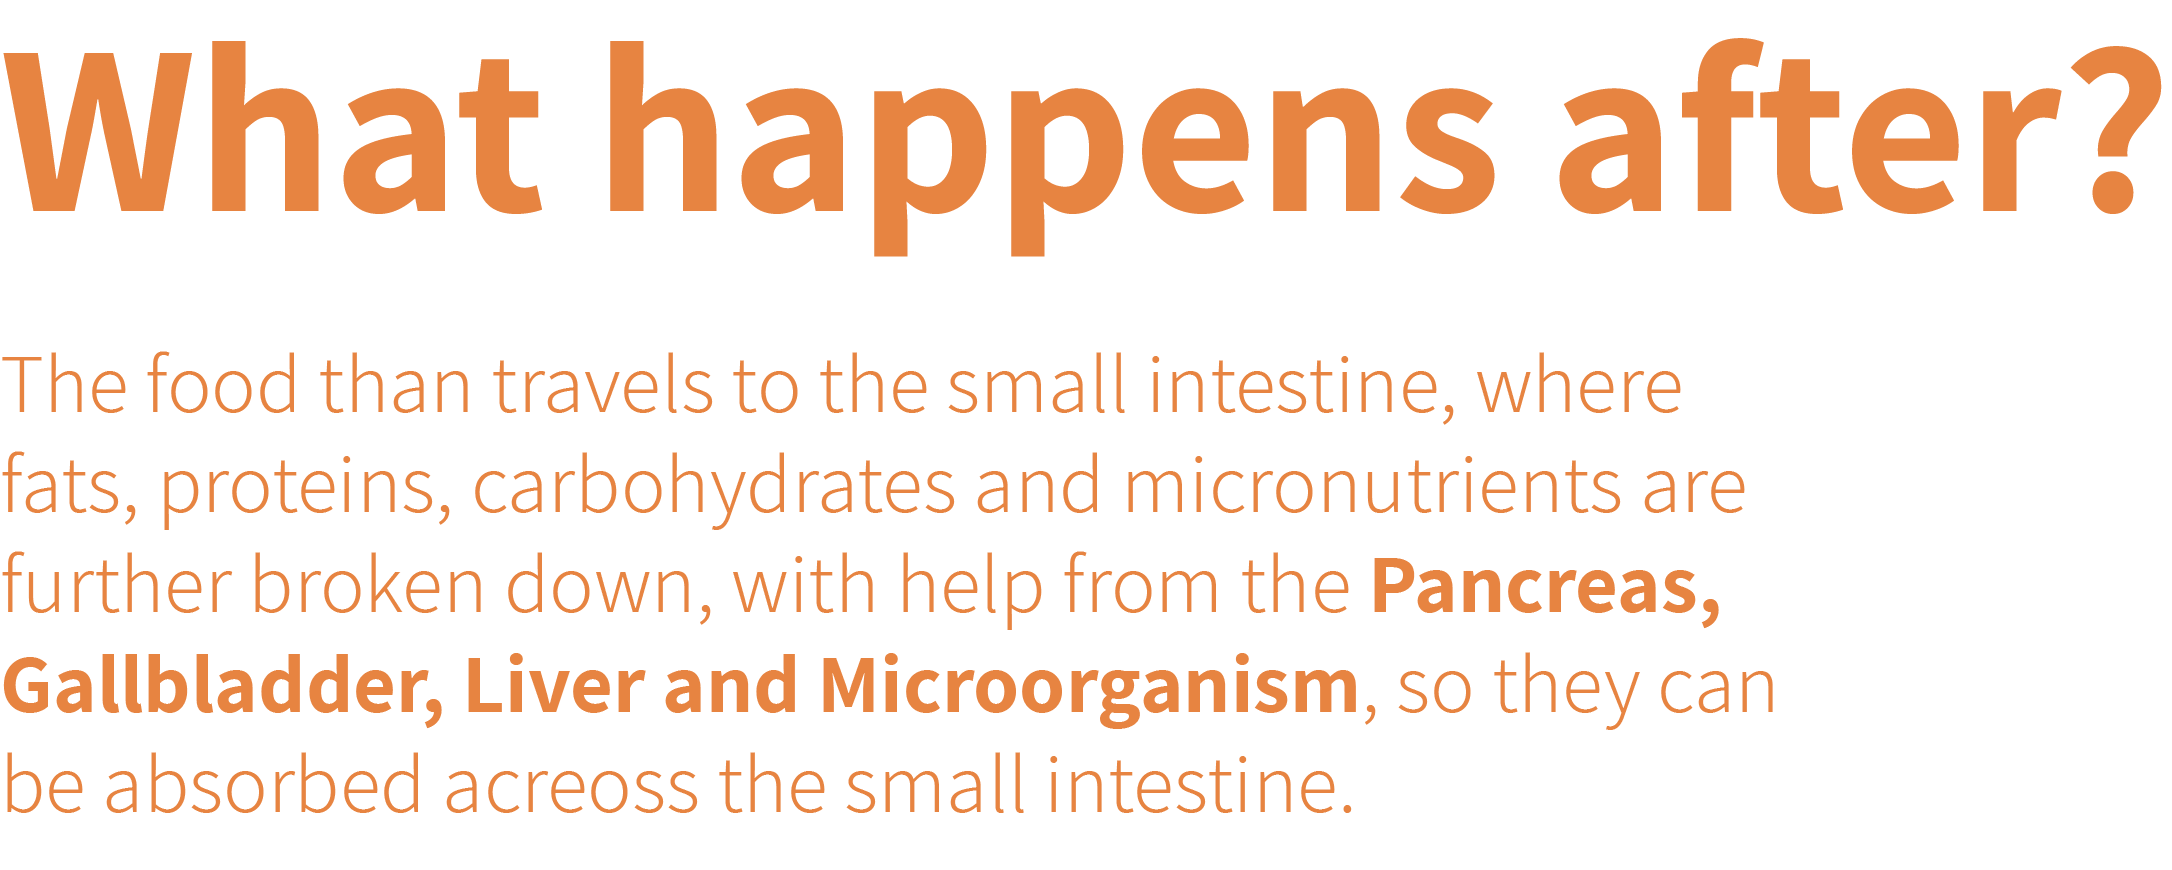 What happens after?
The food than travels to the small intestine, where
fats, proteins, carbohydrates and micronutrients are
further broken down, with help from the Pancreas,
Gallbladder, Liver and Microorganism, so they can
be absorbed acreoss the small intestine.